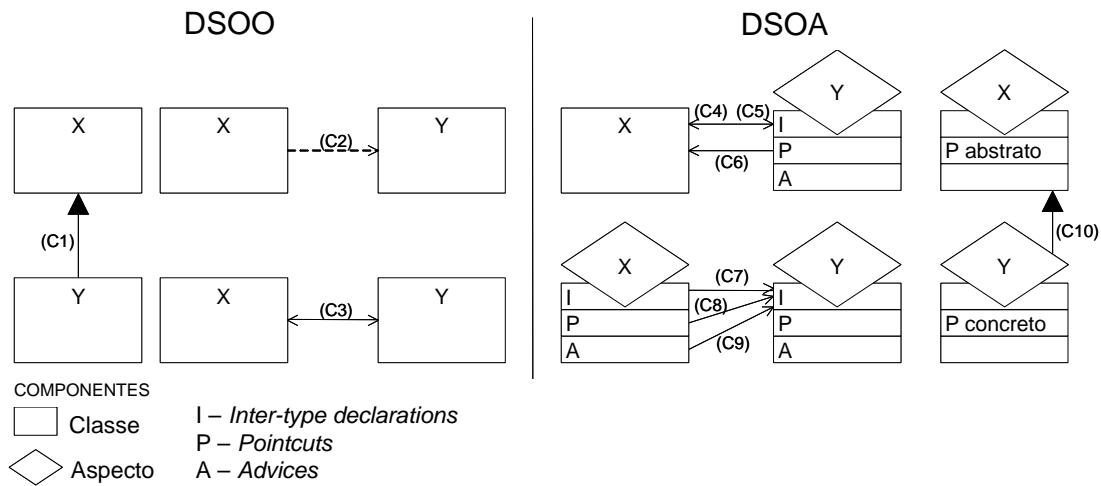 DSOO
DSOA
X
X
Y
(C2)
(C1)
Y
X
Y
(C3)
X
(C4) (C5)
(C6)
Y
I
P
A
X
P abstrato
(C10)
X
I
P
A
(C7)
(C8)
(C9)
Y
I
P
A
Y
P concreto
COMPONENTES
Classe
Aspecto
I – Inter-type declarations
P – Pointcuts
A – Advices